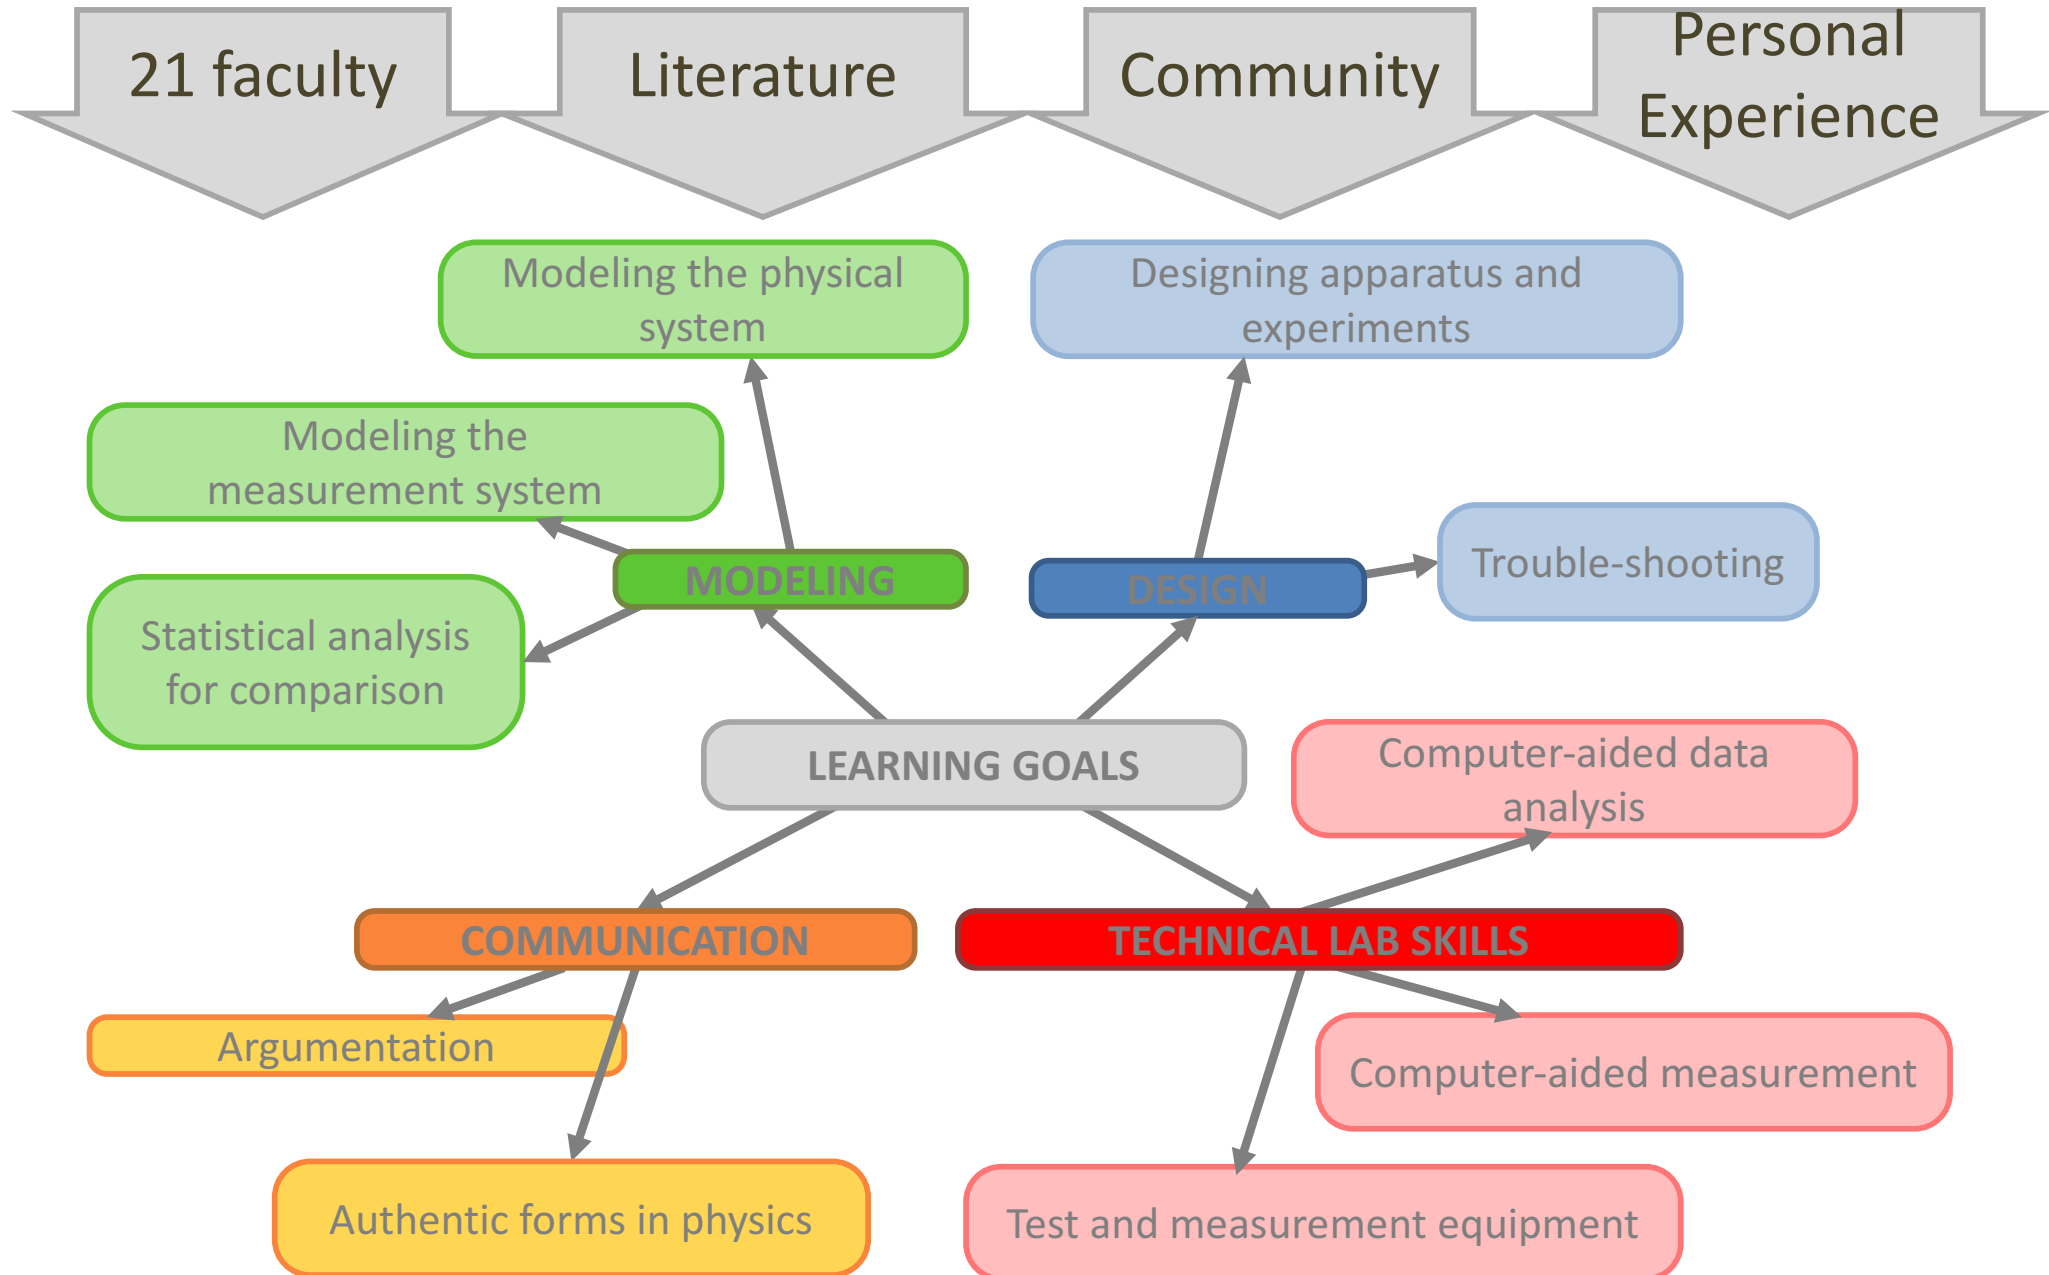 21 faculty
Literature
Community
Personal
Experience
Modeling the physical
system
Designing apparatus and
experiments
Modeling the
measurement system
Trouble-shooting
MODELING
DESIGN
Statistical analysis
for comparison
LEARNING GOALS
Computer-aided data
analysis
COMMUNICATION
TECHNICAL LAB SKILLS
Argumentation
Computer-aided measurement
Authentic forms in physics
Test and measurement equipment